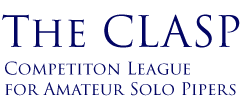 The CLASP
Competiton League
for Amateur Solo Pipers